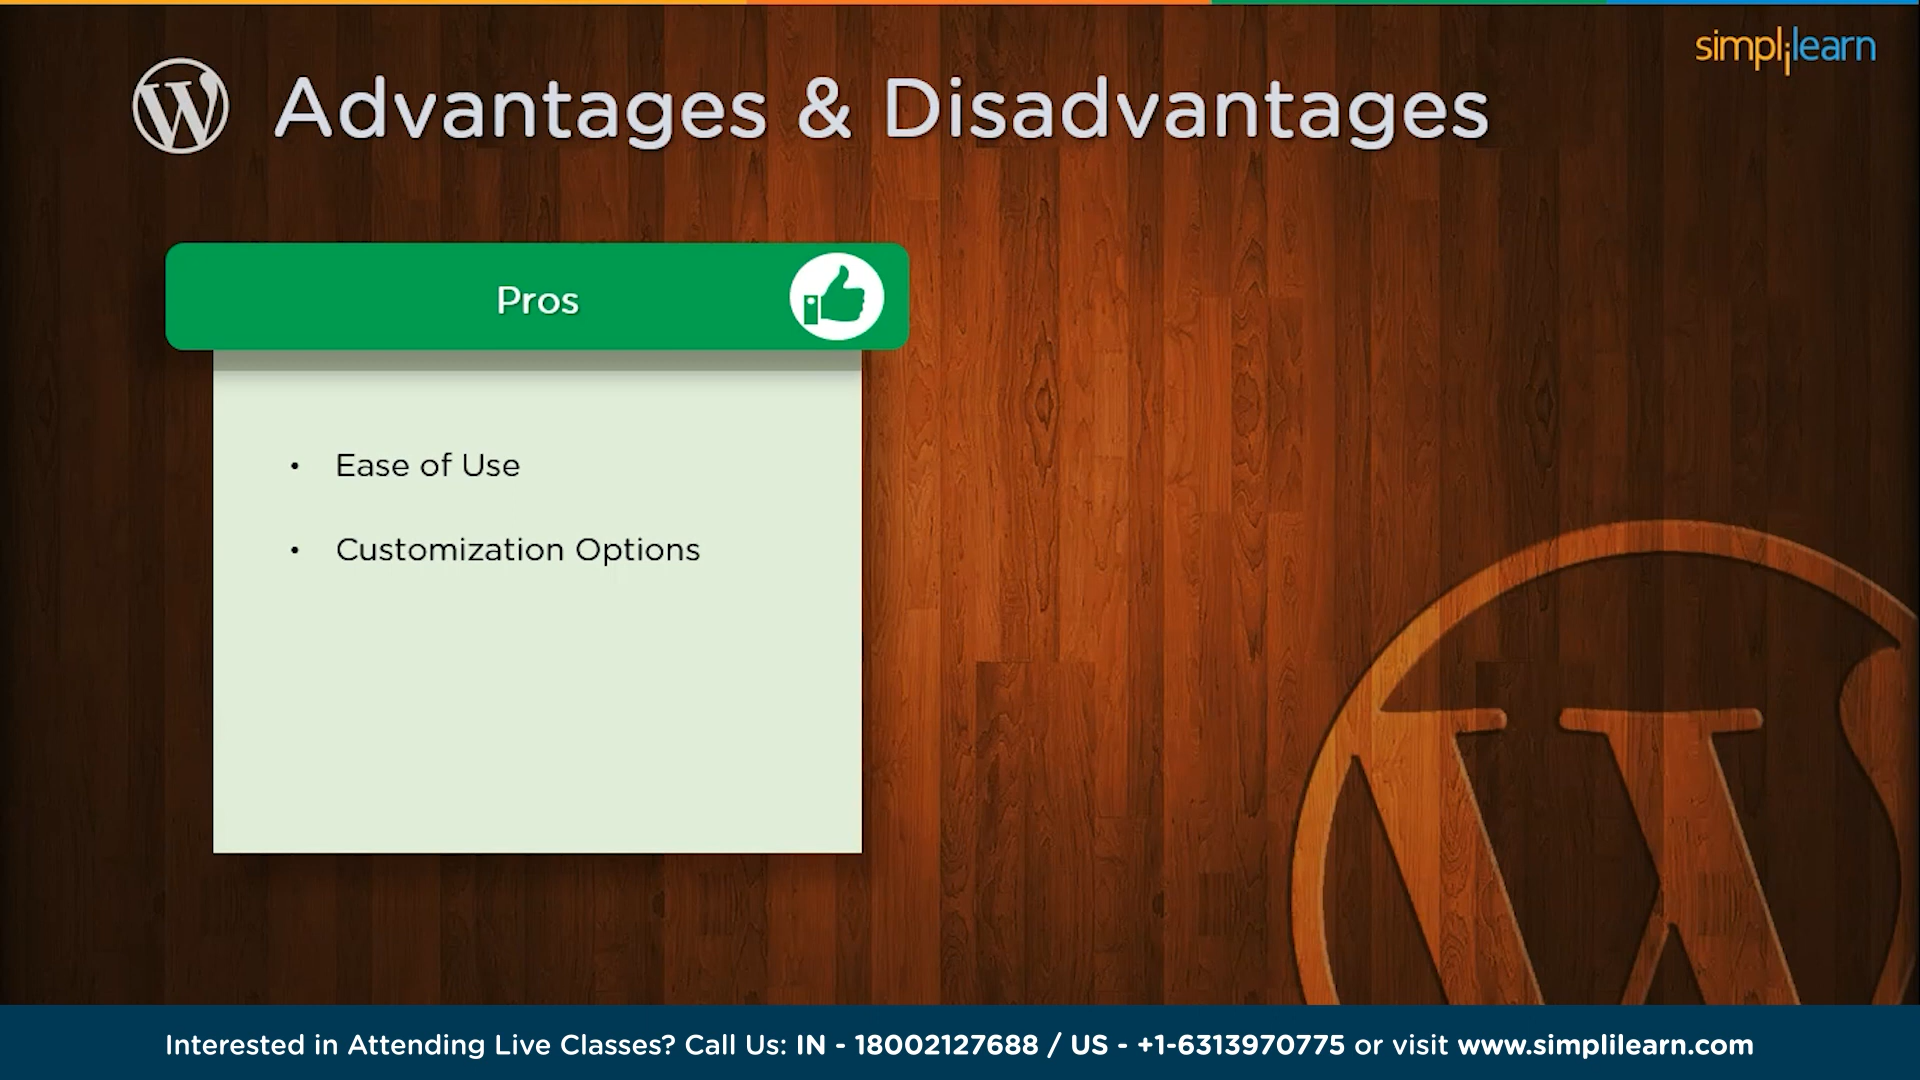 simplilearn
Advantages & Disadvantages
Pros
• Ease of Use
• Customization Options
Interested in Attending Live Classes? Call Us: IN - 18002127688 / US - +1-6313970775 or visit www.simplilearn.com